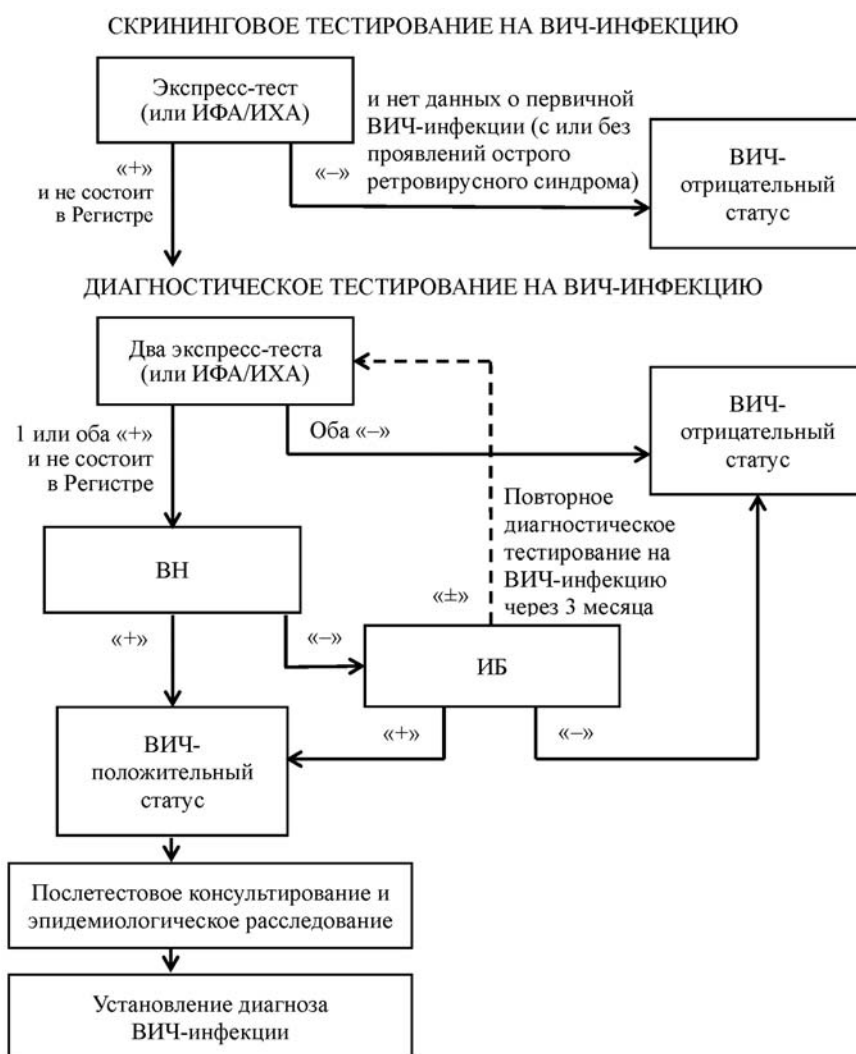 СКРИНИНГОВОЕ ТЕСТИРОВАНИЕ НА ВИЧ-ИНФЕКЦИЮ
Экспресс-тест
(или ИФА/ИХА)
и нет данных о первичной
ВИЧ-инфекции (с или без
проявлений острого
ретровирусного синдрома)
«+»
и не состоит
в Регистре
«–»
ВИЧ-
отрицательный
статус
ДИАГНОСТИЧЕСКОЕ ТЕСТИРОВАНИЕ НА ВИЧ-ИНФЕКЦИЮ
Два экспресс-теста
(или ИФА/ИХА)
1 или оба «+»
и не состоит
в Регистре
Оба «–»
ВИЧ-
отрицательный
статус
Повторное
диагностическое
тестирование на
ВИЧ-инфекцию
через 3 месяца
«±»
ВН
«+»
«–»
ИБ
«+»
«–»
ВИЧ-
положительный
статус
Послетестовое консультирование и
эпидемиологическое расследование
Установление диагноза
ВИЧ-инфекции